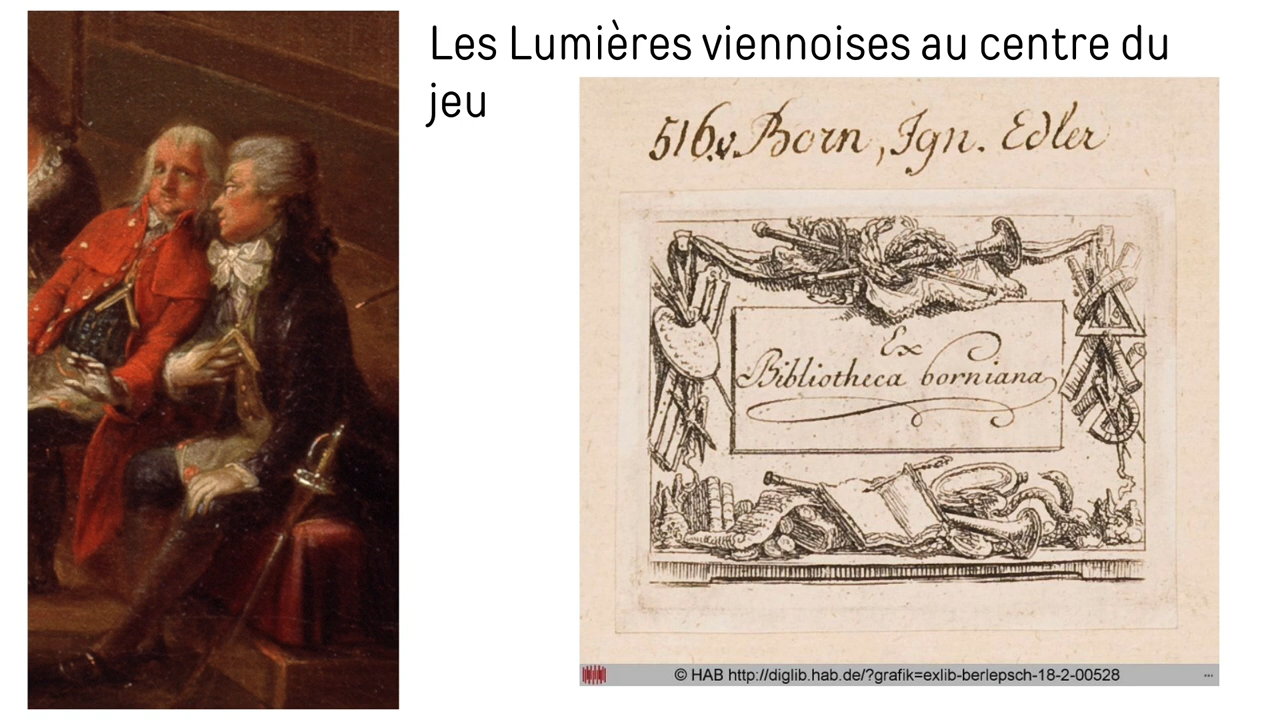 Les Lumières viennoises au centre du
jeu
516. v. Born, Ign. Edler
Ex
Bibliotheca borniana
© HAB http://diglib.hab.de/?grafik=exlib-berlepsch-18-2-00528